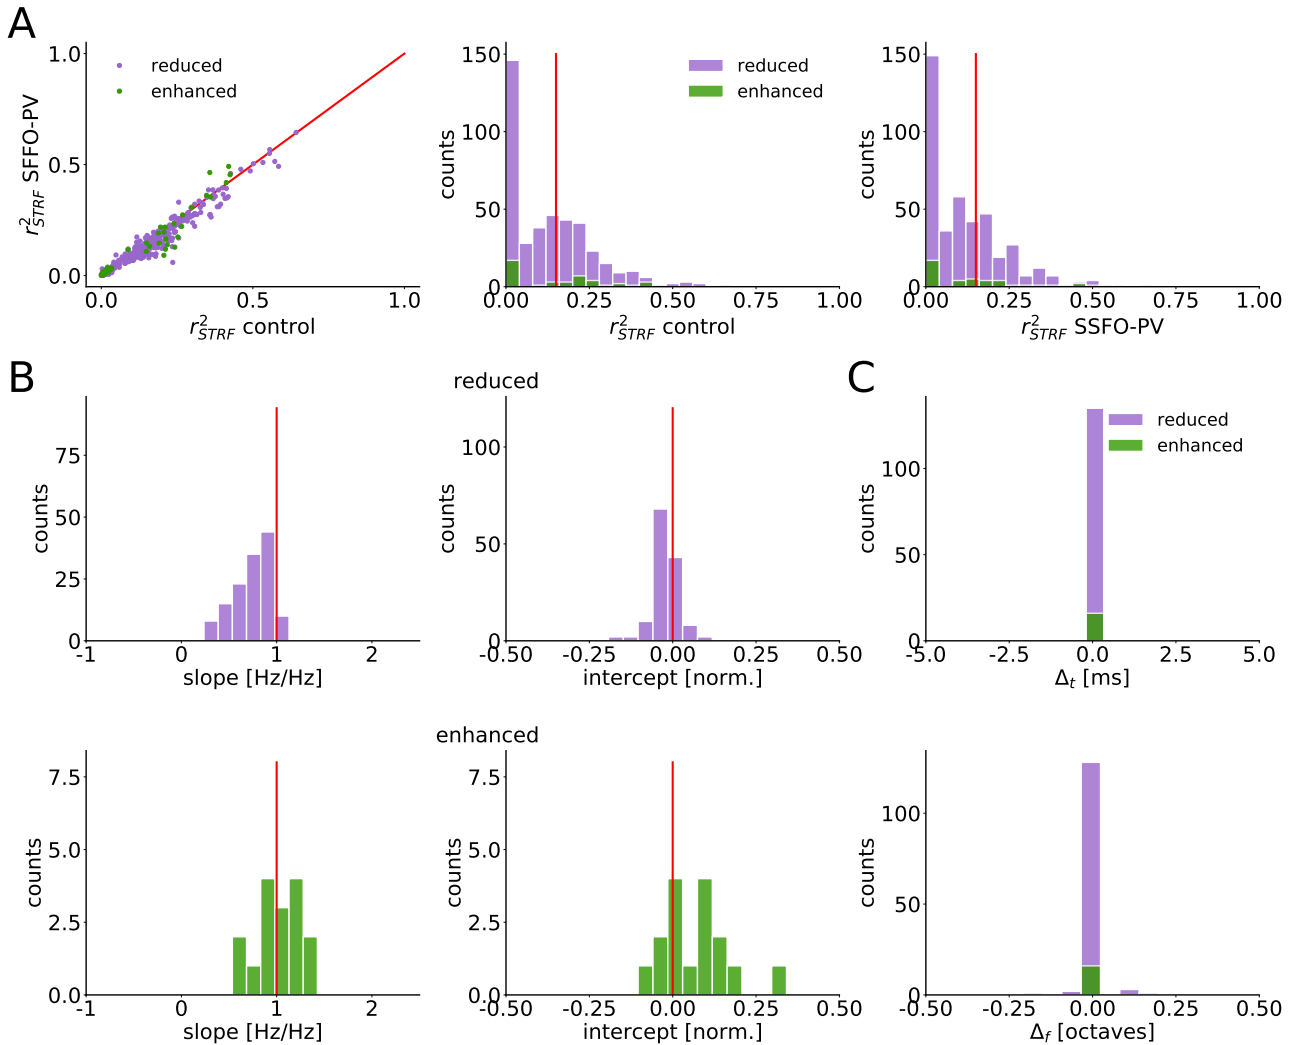 A
1.0
0.5
0.0
0.0
0.5
1.0
r²STRF SFFO-PV
r²STRF control
reduced
enhanced
150
100
50
0
0.00
0.25
0.50
0.75
1.00
counts
r²STRF control
reduced
enhanced
150
100
50
0
0.00
0.25
0.50
0.75
1.00
counts
r²STRF SSFO-PV
B
reduced
75
50
25
0
-1
0
1
2
counts
slope [Hz/Hz]
100
50
0
-0.50
-0.25
0.00
0.25
0.50
counts
intercept [norm.]
C
reduced
enhanced
100
50
0
-5.0
-2.5
0.0
2.5
5.0
counts
Δt [ms]
enhanced
7.5
5.0
2.5
0.0
-1
0
1
2
counts
slope [Hz/Hz]
7.5
5.0
2.5
0.0
-0.50
-0.25
0.00
0.25
0.50
counts
intercept [norm.]
100
50
0
-0.50
-0.25
0.00
0.25
0.50
counts
Δf [octaves]